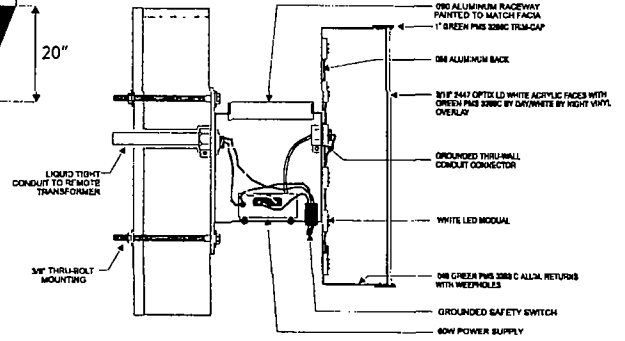 20"
.090 ALUMINUM RACEWAY
PAINTED TO MATCH FACIA
1" GREEN PMS 3288C TRIM-CAP
ALUMINUM BACK
3/16" 2447 OPTIX LD WHITE ACRYLIC FACES WITH
GREEN PMS 3288C BY DAY/WHITE BY NIGHT VINYL
OVERLAY
GROUNDED THRU-WALL
CONDUIT CONNECTOR
WHITE LED MODUAL
GREEN PMS 3288 C ALUM. RETURNS
WITH WEEPHOLES
GROUNDED SAFETY SWITCH
60W POWER SUPPLY
LIQUID TIGHT
CONDUIT TO REMOTE
TRANSFORMER
3/8" THRU-BOLT
MOUNTING